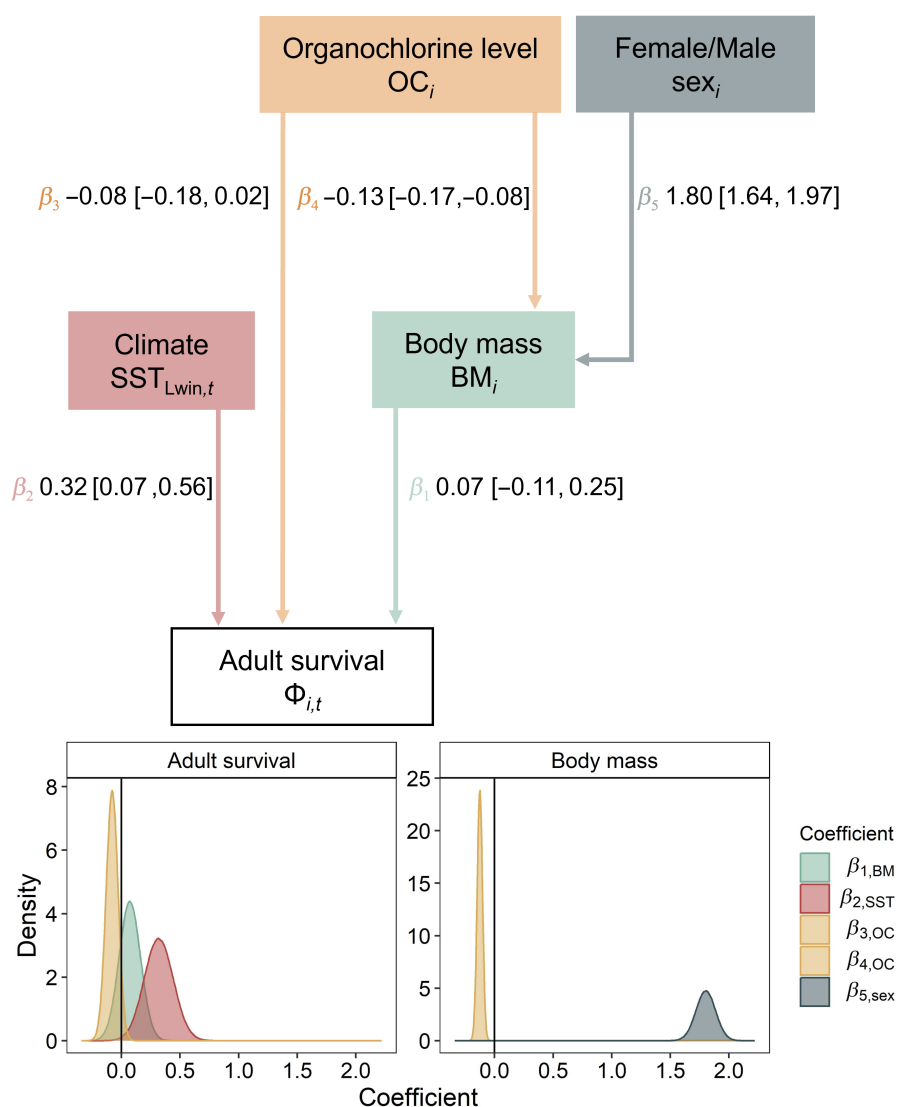 Organochlorine level
OCi
Female/Male
sexi
β3 –0.08 [–0.18, 0.02]
β4 –0.13 [–0.17,–0.08]
β5 1.80 [1.64, 1.97]
Climate
SSTLwin,t
Body mass
BMi
β2 0.32 [0.07 ,0.56]
β1 0.07 [–0.11, 0.25]
Adult survival
Φi,t
Adult survival
Body mass
Density
8
6
4
2
0
25
20
15
10
5
0
0.0 0.5 1.0 1.5 2.0
0.0 0.5 1.0 1.5 2.0
Coefficient
Coefficient
β1,BM
β2,SST
β3,OC
β4,OC
β5,sex